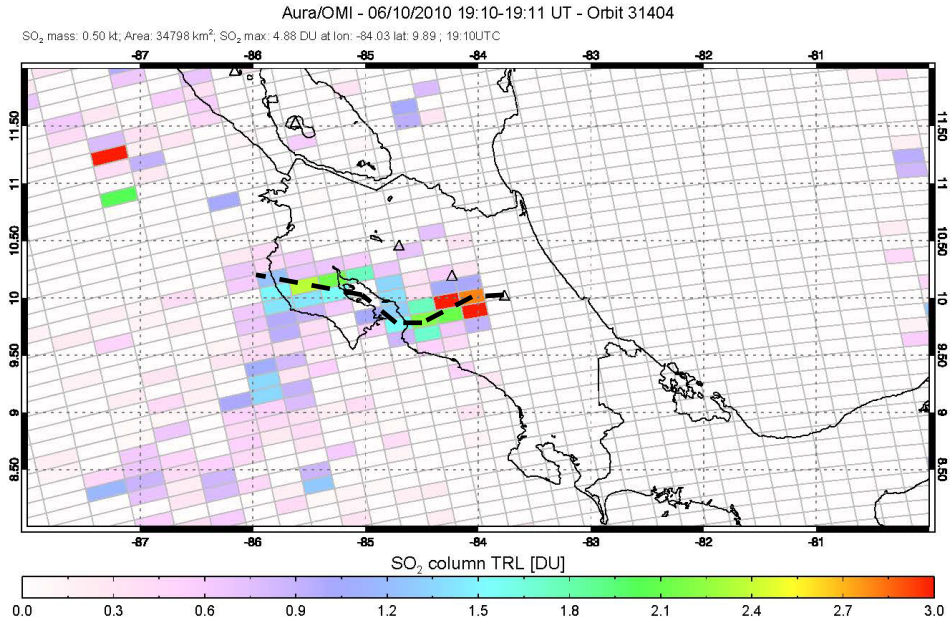 Aura/OMI - 06/10/2010 19:10-19:11 UT - Orbit 31404
SO2 mass: 0.50 kt; Area: 34798 km2; SO2 max: 4.88 DU at lon: -84.03 lat: 9.89 ; 19:10UTC
-87 -86 -85 -84 -83 -82 -81
11.50 11.50
11 11
10.50 10.50
10 10
9.50 9.50
9 9
8.50 8.50
-87 -86 -85 -84 -83 -82 -81
SO2 column TRL [DU]
0.0 0.3 0.6 0.9 1.2 1.5 1.8 2.1 2.4 2.7 3.0